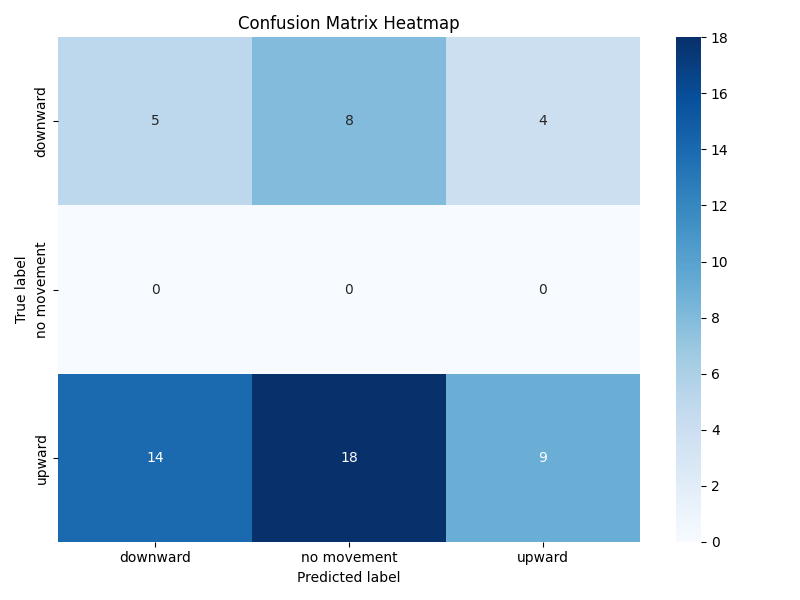 Confusion Matrix Heatmap
True label
downward
5 8 4
no movement
0 0 0
upward
14 18 9
downward no movement upward
Predicted label
18
16
14
12
10
8
6
4
2
0